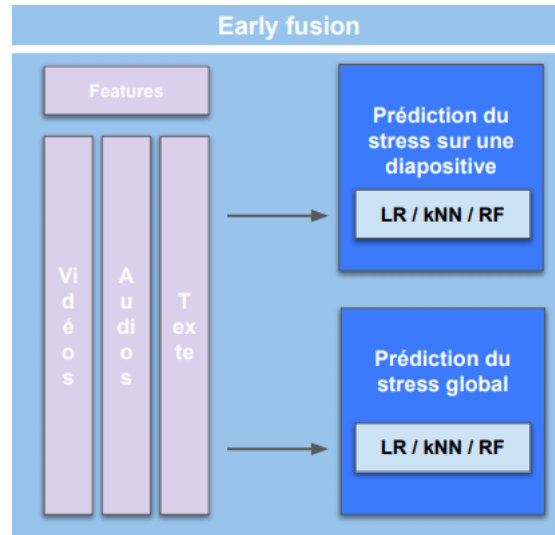 Early fusion
Features
Vi
d
é
o
s
A
u
di
o
s
T
ex
te
Prédiction du
stress sur une
diapositive
LR / kNN / RF
Prédiction du
stress global
LR / kNN / RF